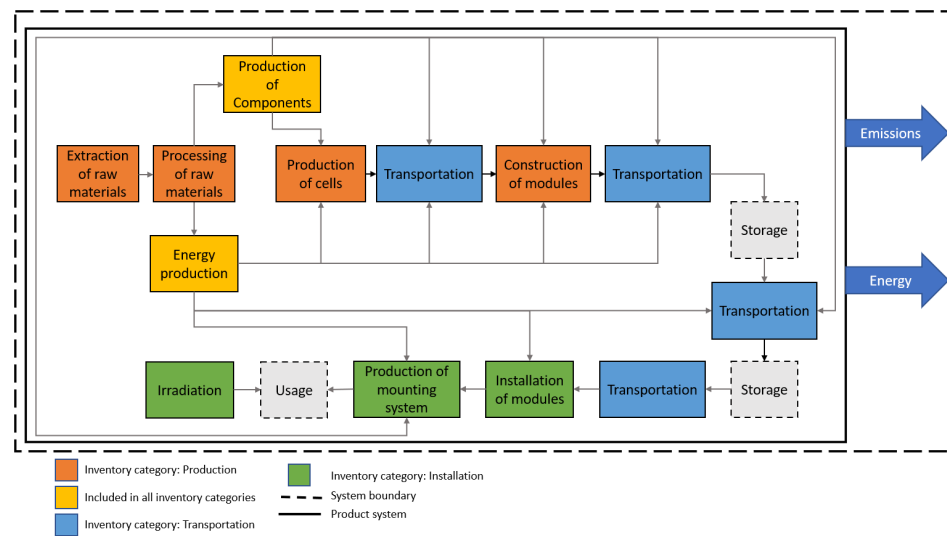 Production
of
Components
Emissions
Extraction
of raw
materials
Processing
of raw
materials
Production
of cells
Transportation
Construction
of modules
Transportation
Storage
Energy
production
Energy
Transportation
Irradiation
Usage
Production of
mounting
system
Installation
of modules
Transportation
Storage
Inventory category: Production
Included in all inventory categories
Inventory category: Transportation
Inventory category: Installation
System boundary
Product system